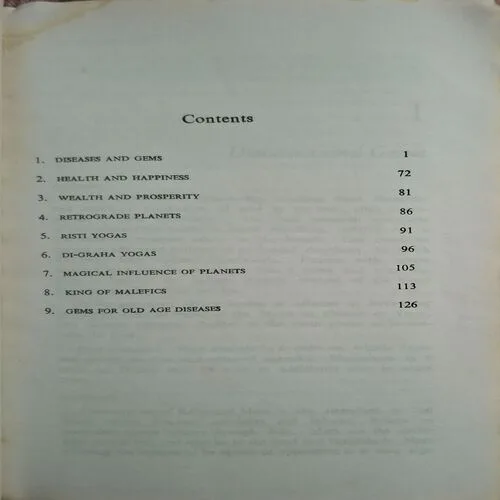 Contents
1. DISEASES AND GEMS 1
2. HEALTH AND HAPPINESS 72
3. WEALTH AND PROSPERITY 81
4. RETROGRADE PLANETS 86
5. RISTI YOGAS 91
6. DI-GRAHA YOGAS 96
7. MAGICAL INFLUENCE OF PLANETS 105
8. KING OF MALEFICS 113
9. GEMS FOR OLD AGE DISEASES 126